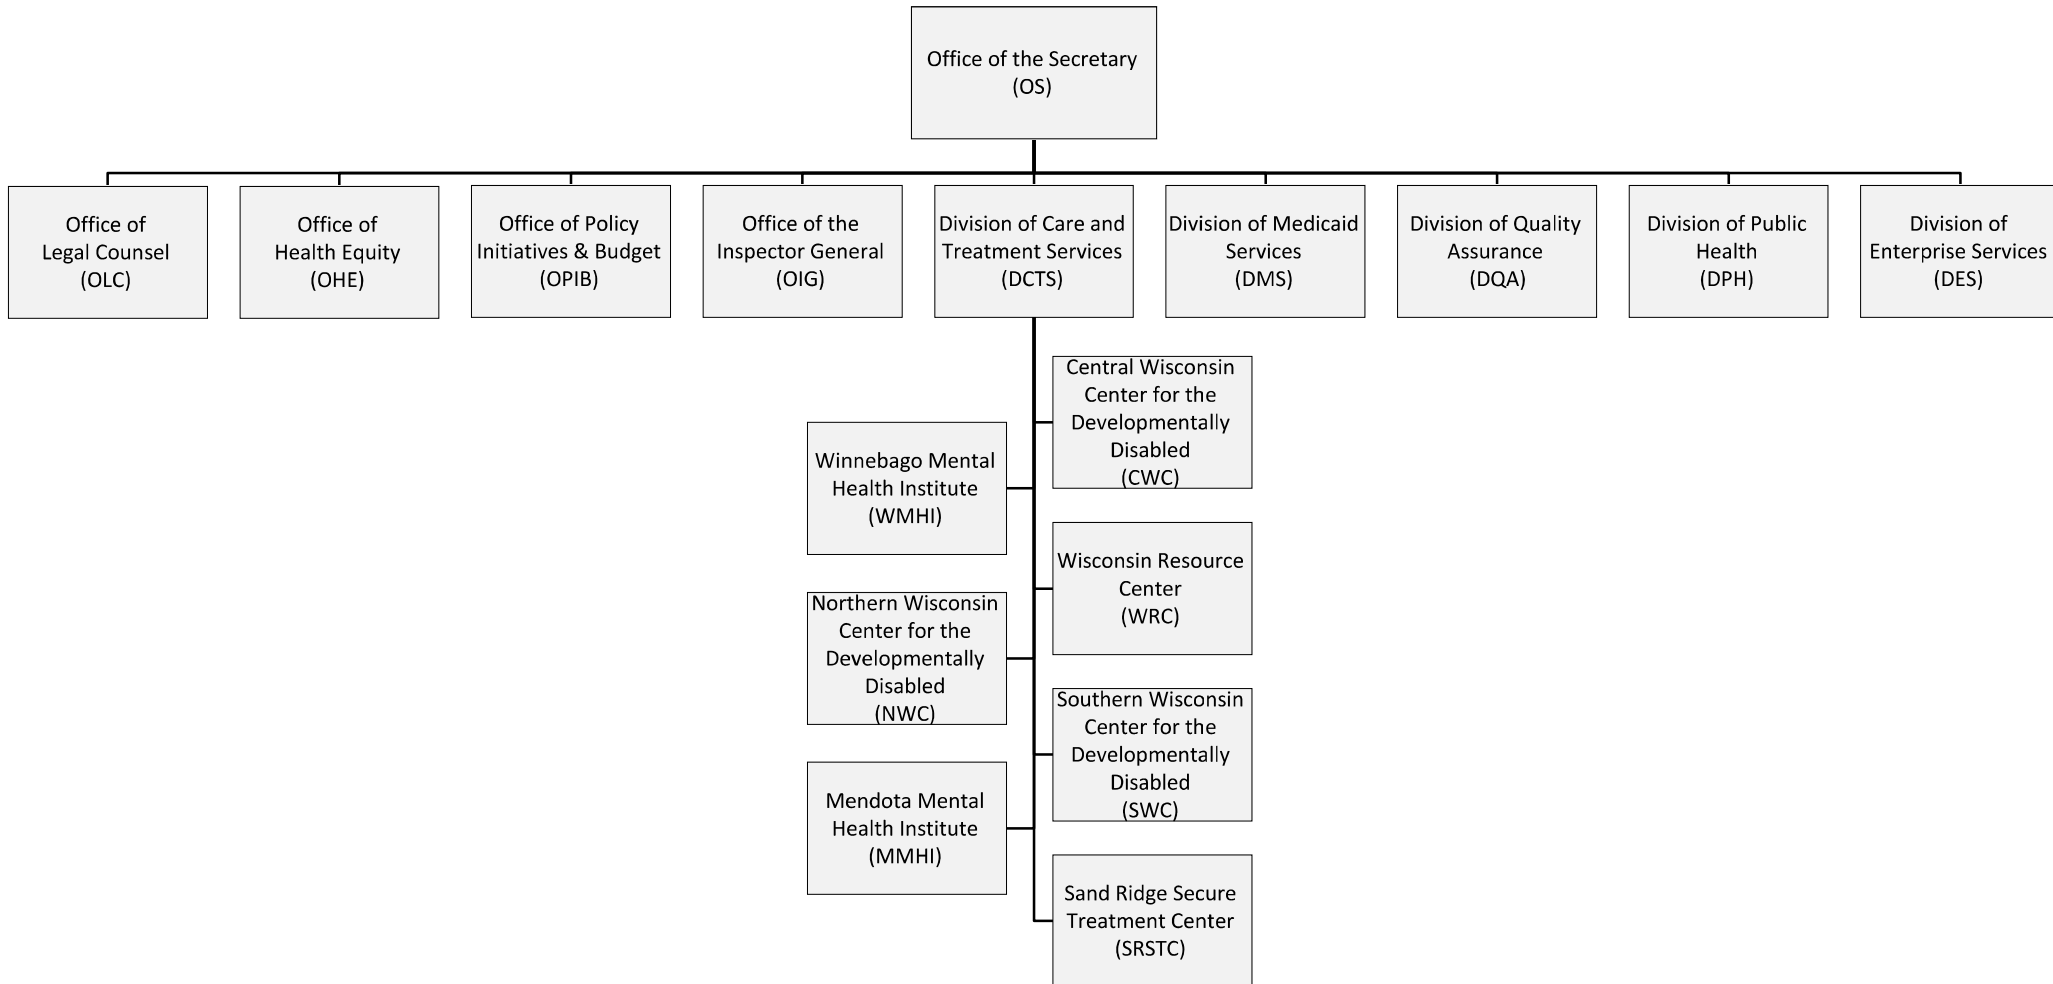 Office of the Secretary
(OS)
Office of
Legal Counsel
(OLC)
Office of
Health Equity
(OHE)
Office of Policy
Initiatives & Budget
(OPIB)
Office of the
Inspector General
(OIG)
Division of Care and
Treatment Services
(DCTS)
Division of Medicaid
Services
(DMS)
Division of Quality
Assurance
(DQA)
Division of Public
Health
(DPH)
Division of
Enterprise Services
(DES)
Central Wisconsin
Center for the
Developmentally
Disabled
(CWC)
Winnebago Mental
Health Institute
(WMHI)
Wisconsin Resource
Center
(WRC)
Northern Wisconsin
Center for the
Developmentally
Disabled
(NWC)
Southern Wisconsin
Center for the
Developmentally
Disabled
(SWC)
Mendota Mental
Health Institute
(MMHI)
Sand Ridge Secure
Treatment Center
(SRSTC)